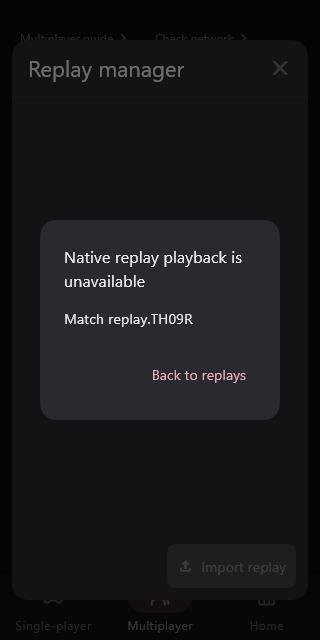 Multiplayer guide
Check network
Replay manager
Native replay playback is
unavailable
Match replay.TH09R
Back to replays
Import replay
Single-player
Multiplayer
Home